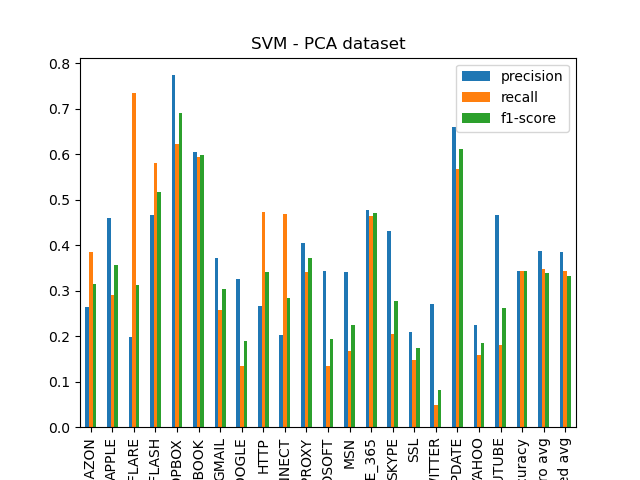 SVM - PCA dataset
precision
recall
f1-score
0.8
0.7
0.6
0.5
0.4
0.3
0.2
0.1
0.0
AZON
APPLE
FLARE
FLASH
OPBOX
BOOK
GMAIL
OOGLE
HTTP
NNECT
PROXY
OSOFT
MSN
E_365
SKYPE
SSL
ITTER
PDATE
YAHOO
UTUBE
curacy
ro avg
ed avg